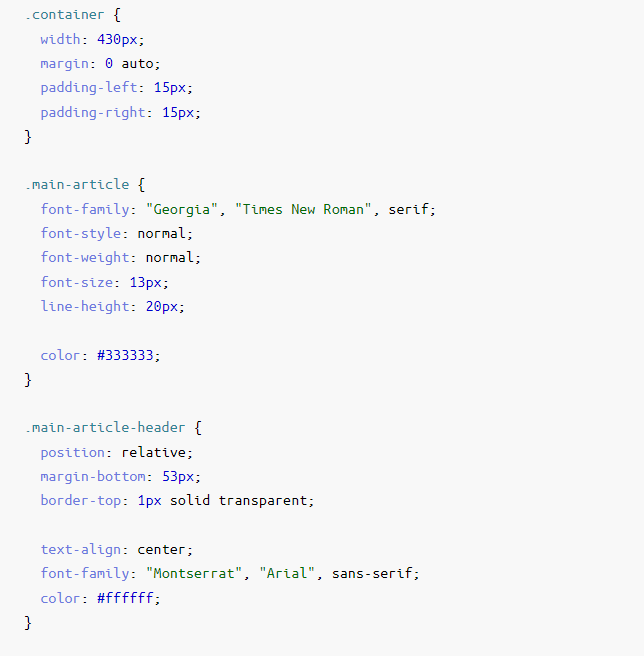 .container {
  width: 430px;
  margin: 0 auto;
  padding-left: 15px;
  padding-right: 15px;
}

.main-article {
  font-family: "Georgia", "Times New Roman", serif;
  font-style: normal;
  font-weight: normal;
  font-size: 13px;
  line-height: 20px;

  color: #333333;
}

.main-article-header {
  position: relative;
  margin-bottom: 53px;
  border-top: 1px solid transparent;

  text-align: center;
  font-family: "Montserrat", "Arial", sans-serif;
  color: #ffffff;
}